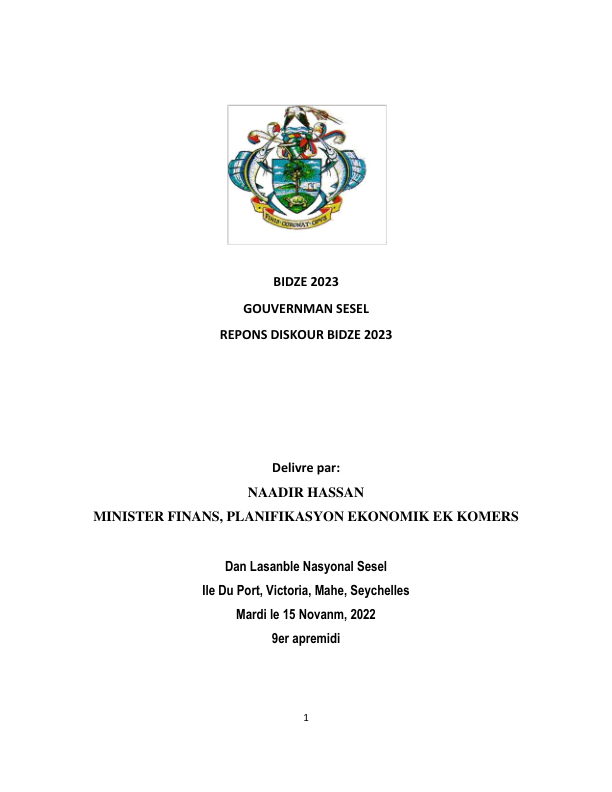 FINIS CORONAT OPUS
BIDZE 2023
GOUVERNMAN SESEL
REPONS DISKOUR BIDZE 2023
Delivre par:
NAADIR HASSAN
MINISTER FINANS, PLANIFIKASYON EKONOMIK EK KOMERS
Dan Lasanble Nasyonal Sesel
Ile Du Port, Victoria, Mahe, Seychelles
Mardi le 15 Novanm, 2022
9er apremidi
1